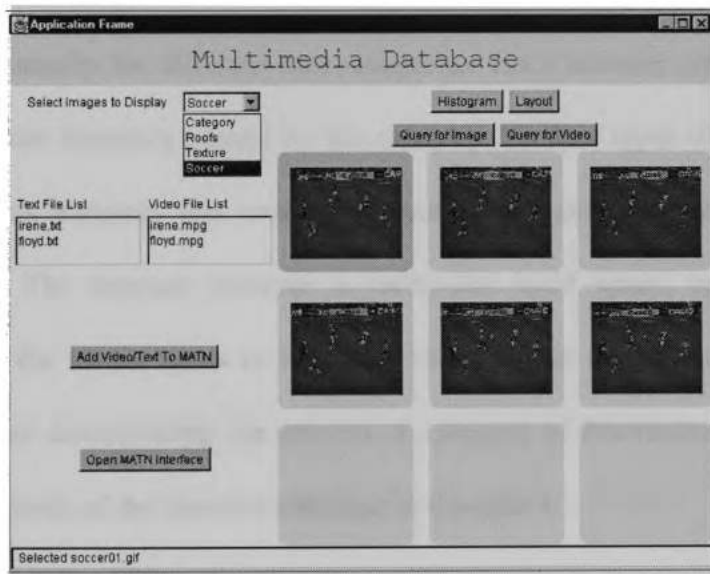 Application Frame
Multimedia Database
Select Images to Display
Soccer
Category
Roofs
Texture
Soccer
Histogram
Layout
Query for Image
Query for Video
Text File List
Video File List
irene.txt
floyd.txt
irene.mpg
floyd.mpg
Add Video/Text To MATN
Open MATN Interface
Selected soccer01.gif